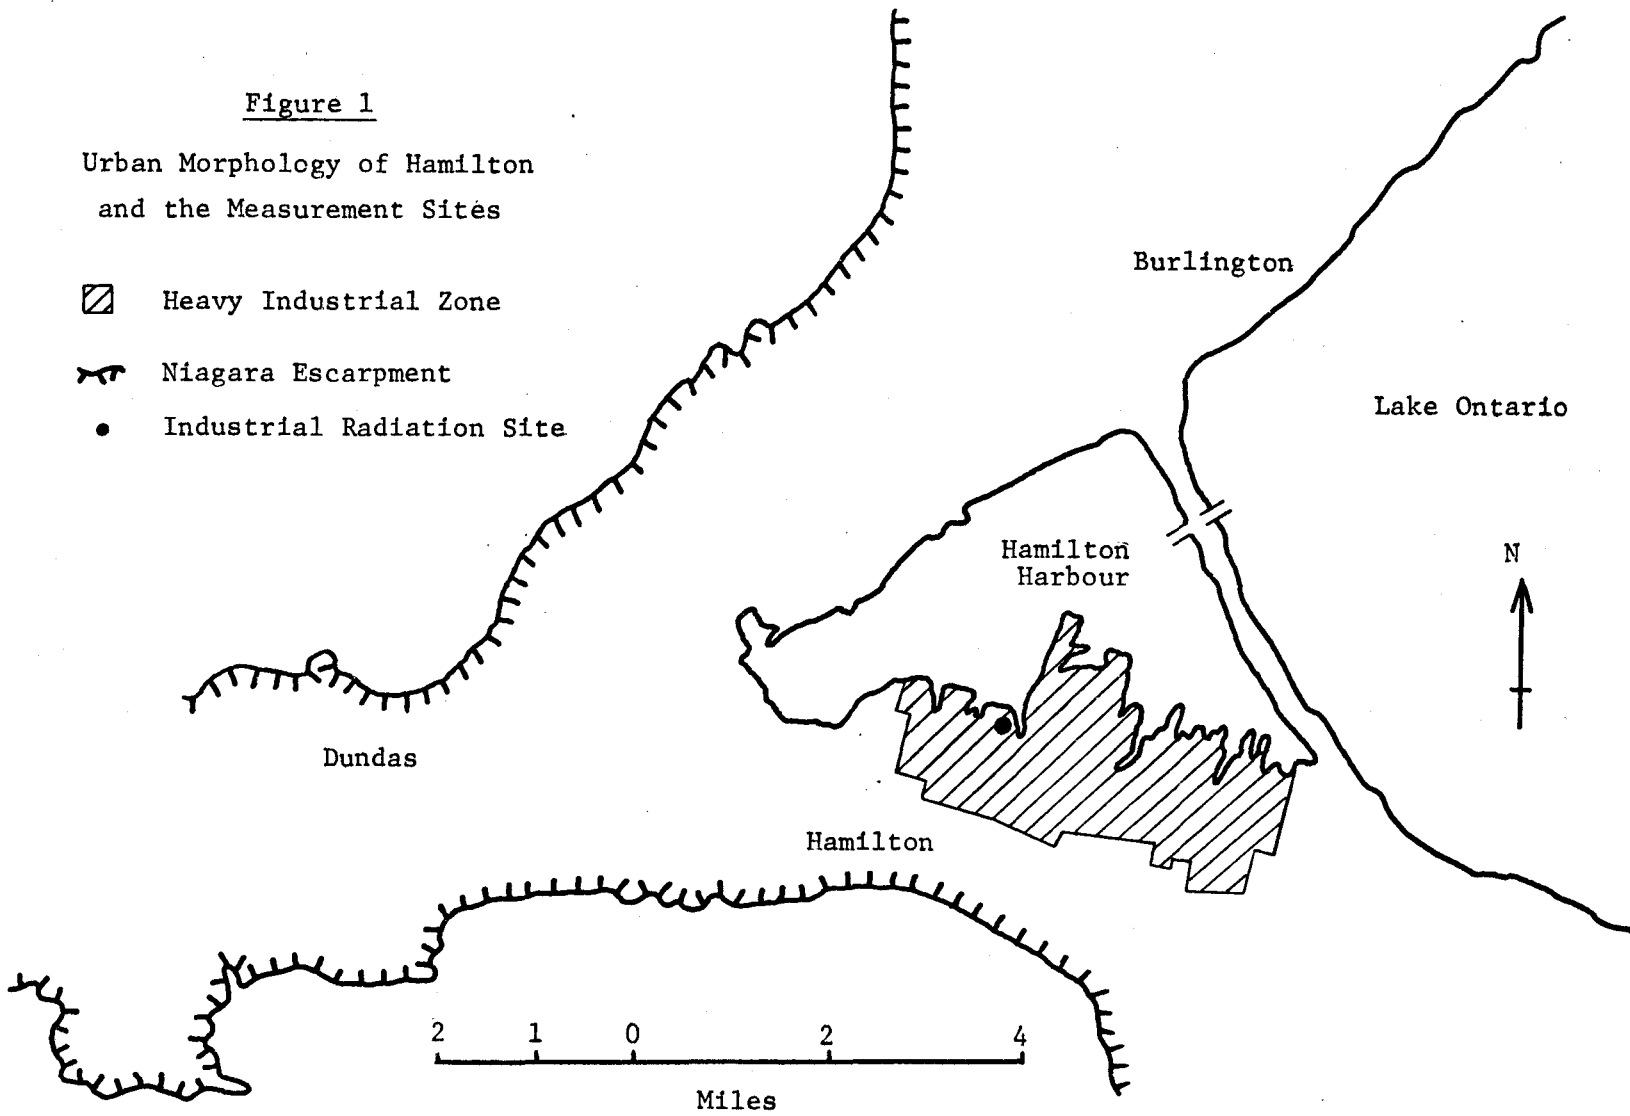 Figure 1
Urban Morphology of Hamilton
and the Measurement Sites
Heavy Industrial Zone
Niagara Escarpment
Industrial Radiation Site
Burlington
Lake Ontario
Hamilton
Harbour
N
Dundas
Hamilton
2 1 0 2 4
Miles